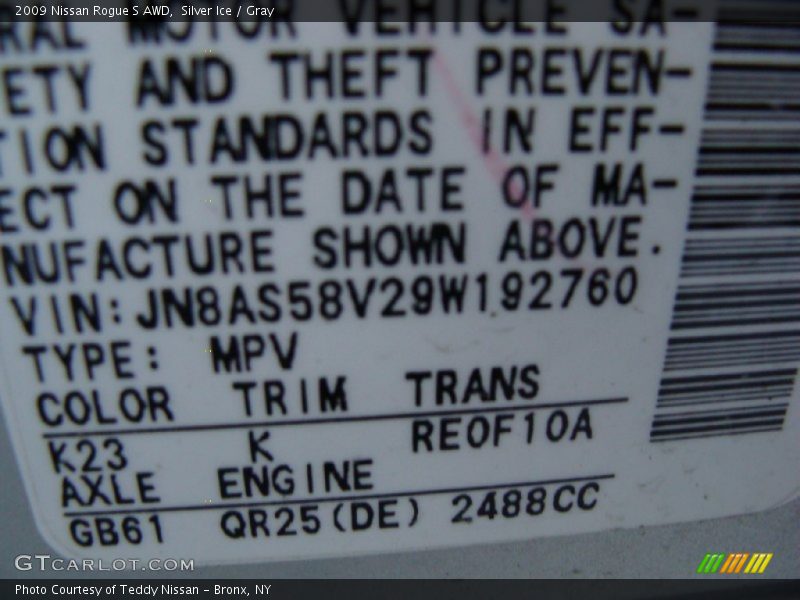 2009 Nissan Rogue S AWD,  Silver Ice / Gray
RAL MOTOR VEHICLE SA-
ETY AND THEFT PREVEN-
TION STANDARDS IN EFF-
ECT ON THE DATE OF MA-
NUFACTURE SHOWN ABOVE.
VIN: JN8AS58V29W192760
TYPE: MPV
COLOR TRIM TRANS
K23 K RE0F10A
AXLE ENGINE
GB61 QR25(DE) 2488CC
GTCARLOT.COM
Photo Courtesy of Teddy Nissan - Bronx, NY